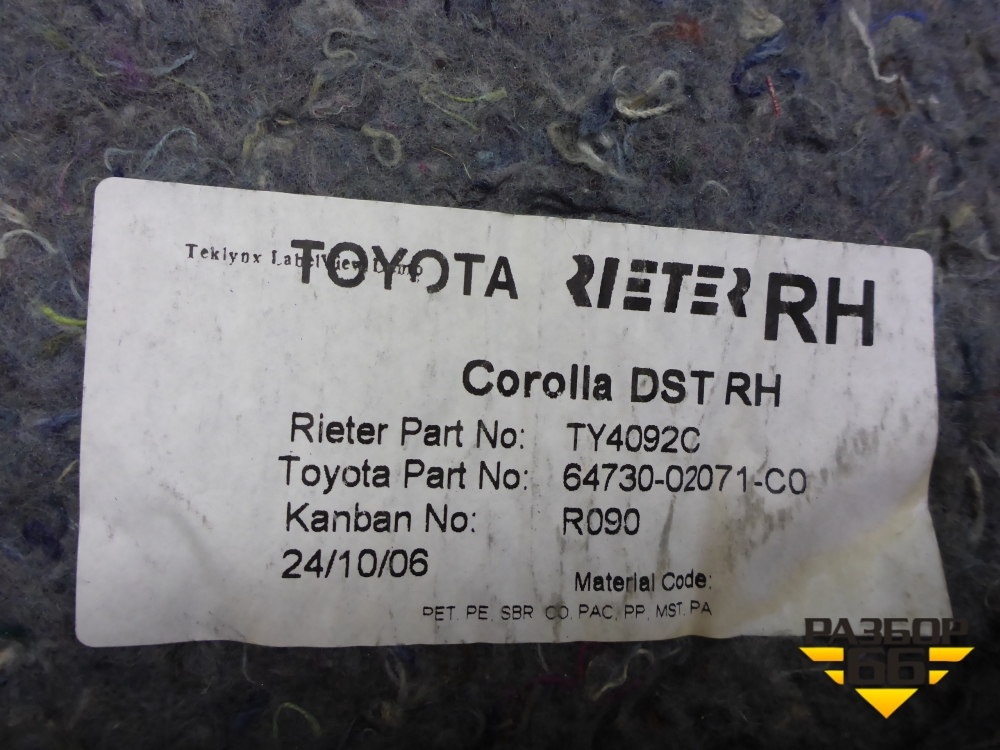 Teklynx LabelView Demo
TOYOTA RIETER RH
Corolla DST RH
Rieter Part No: TY4092C
Toyota Part No: 64730-02071-C0
Kanban No: R090
24/10/06
Material Code:
PET, PE, SBR, CO, PAC, PP, MST, PA
РАЗБОР
66